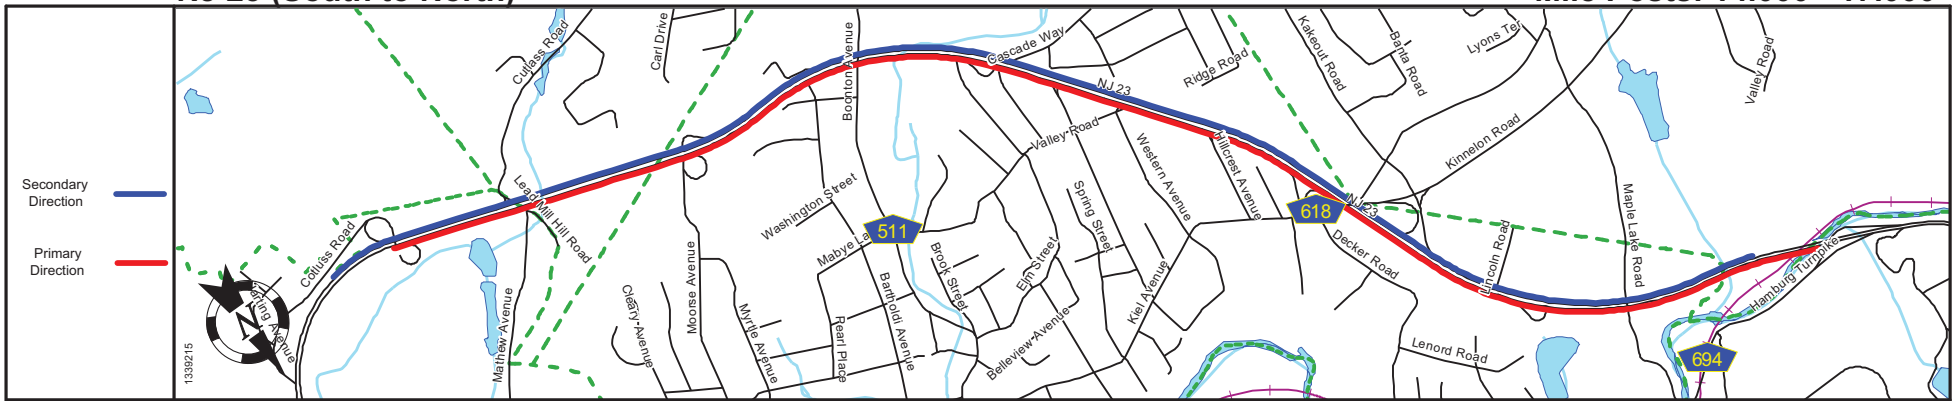 Secondary
Direction
Primary
Direction
1339215
Cotluss Road
Cutlass Road
Carl Drive
Boonton Avenue
Cascade Way
NJ 23
Ridge Road
Kakeout Road
Banta Road
Lyons Ter
Valley Road
Kinnelon Road
Valley Road
Western Avenue
Hillcrest Avenue
Lead Mill Hill Road
Washington Street
Mabye La
511
Brook Street
Elm Street
Spring Street
Kiel Avenue
618
NJ 23
Decker Road
Lincoln Road
Maple Lake Road
Hamburg Turnpike
N
Mathew Avenue
Cleary Avenue
Moose Avenue
Myrtle Avenue
Pearl Place
Bartholdi Avenue
Belleview Avenue
Lenord Road
694